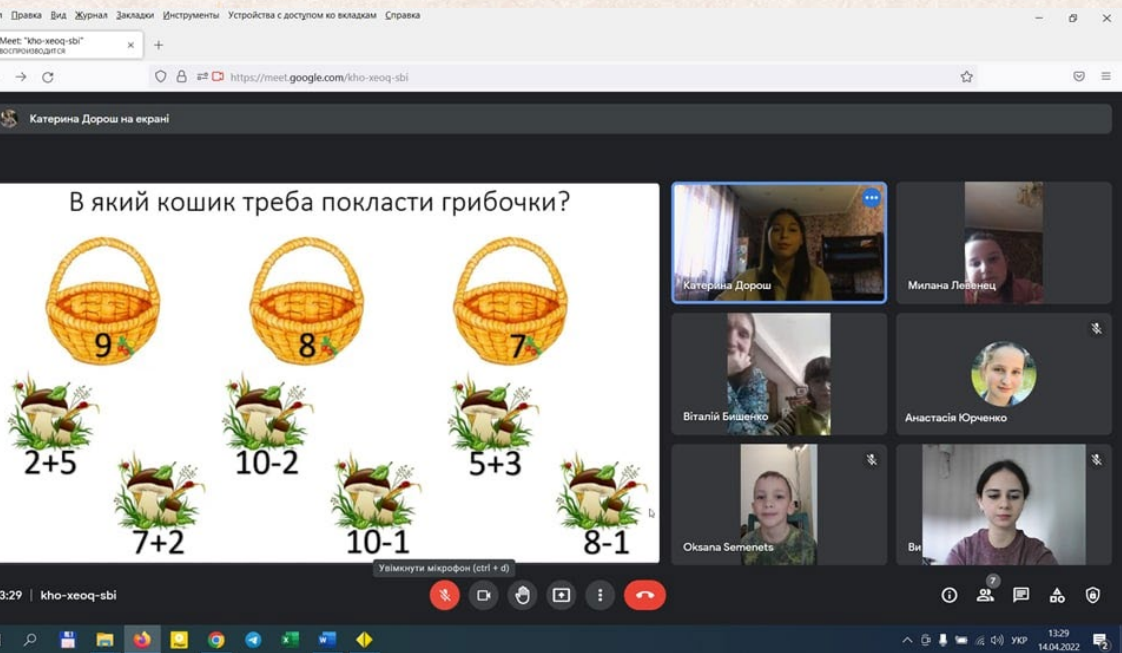 Правка Вид Журнал Закладки Инструменты Устройства с доступом ко вкладкам Справка
Meet: "kho-xeoq-sbi"
ВОСПРОИЗВОДИТСЯ
https://meet.google.com/kho-xeoq-sbi
Катерина Дорош на екрані
В який кошик треба покласти грибочки?
9 8 7
2+5 10-2 5+3
7+2 10-1 8-1
Катерина Дорош
Милана Левенец
Віталій Бишенко
Анастасія Юрченко
Oksana Semenets
Ви
Увімкнути мікрофон (ctrl + d)
3:29 | kho-xeoq-sbi
7
УКР
13:29
14.04.2022
2